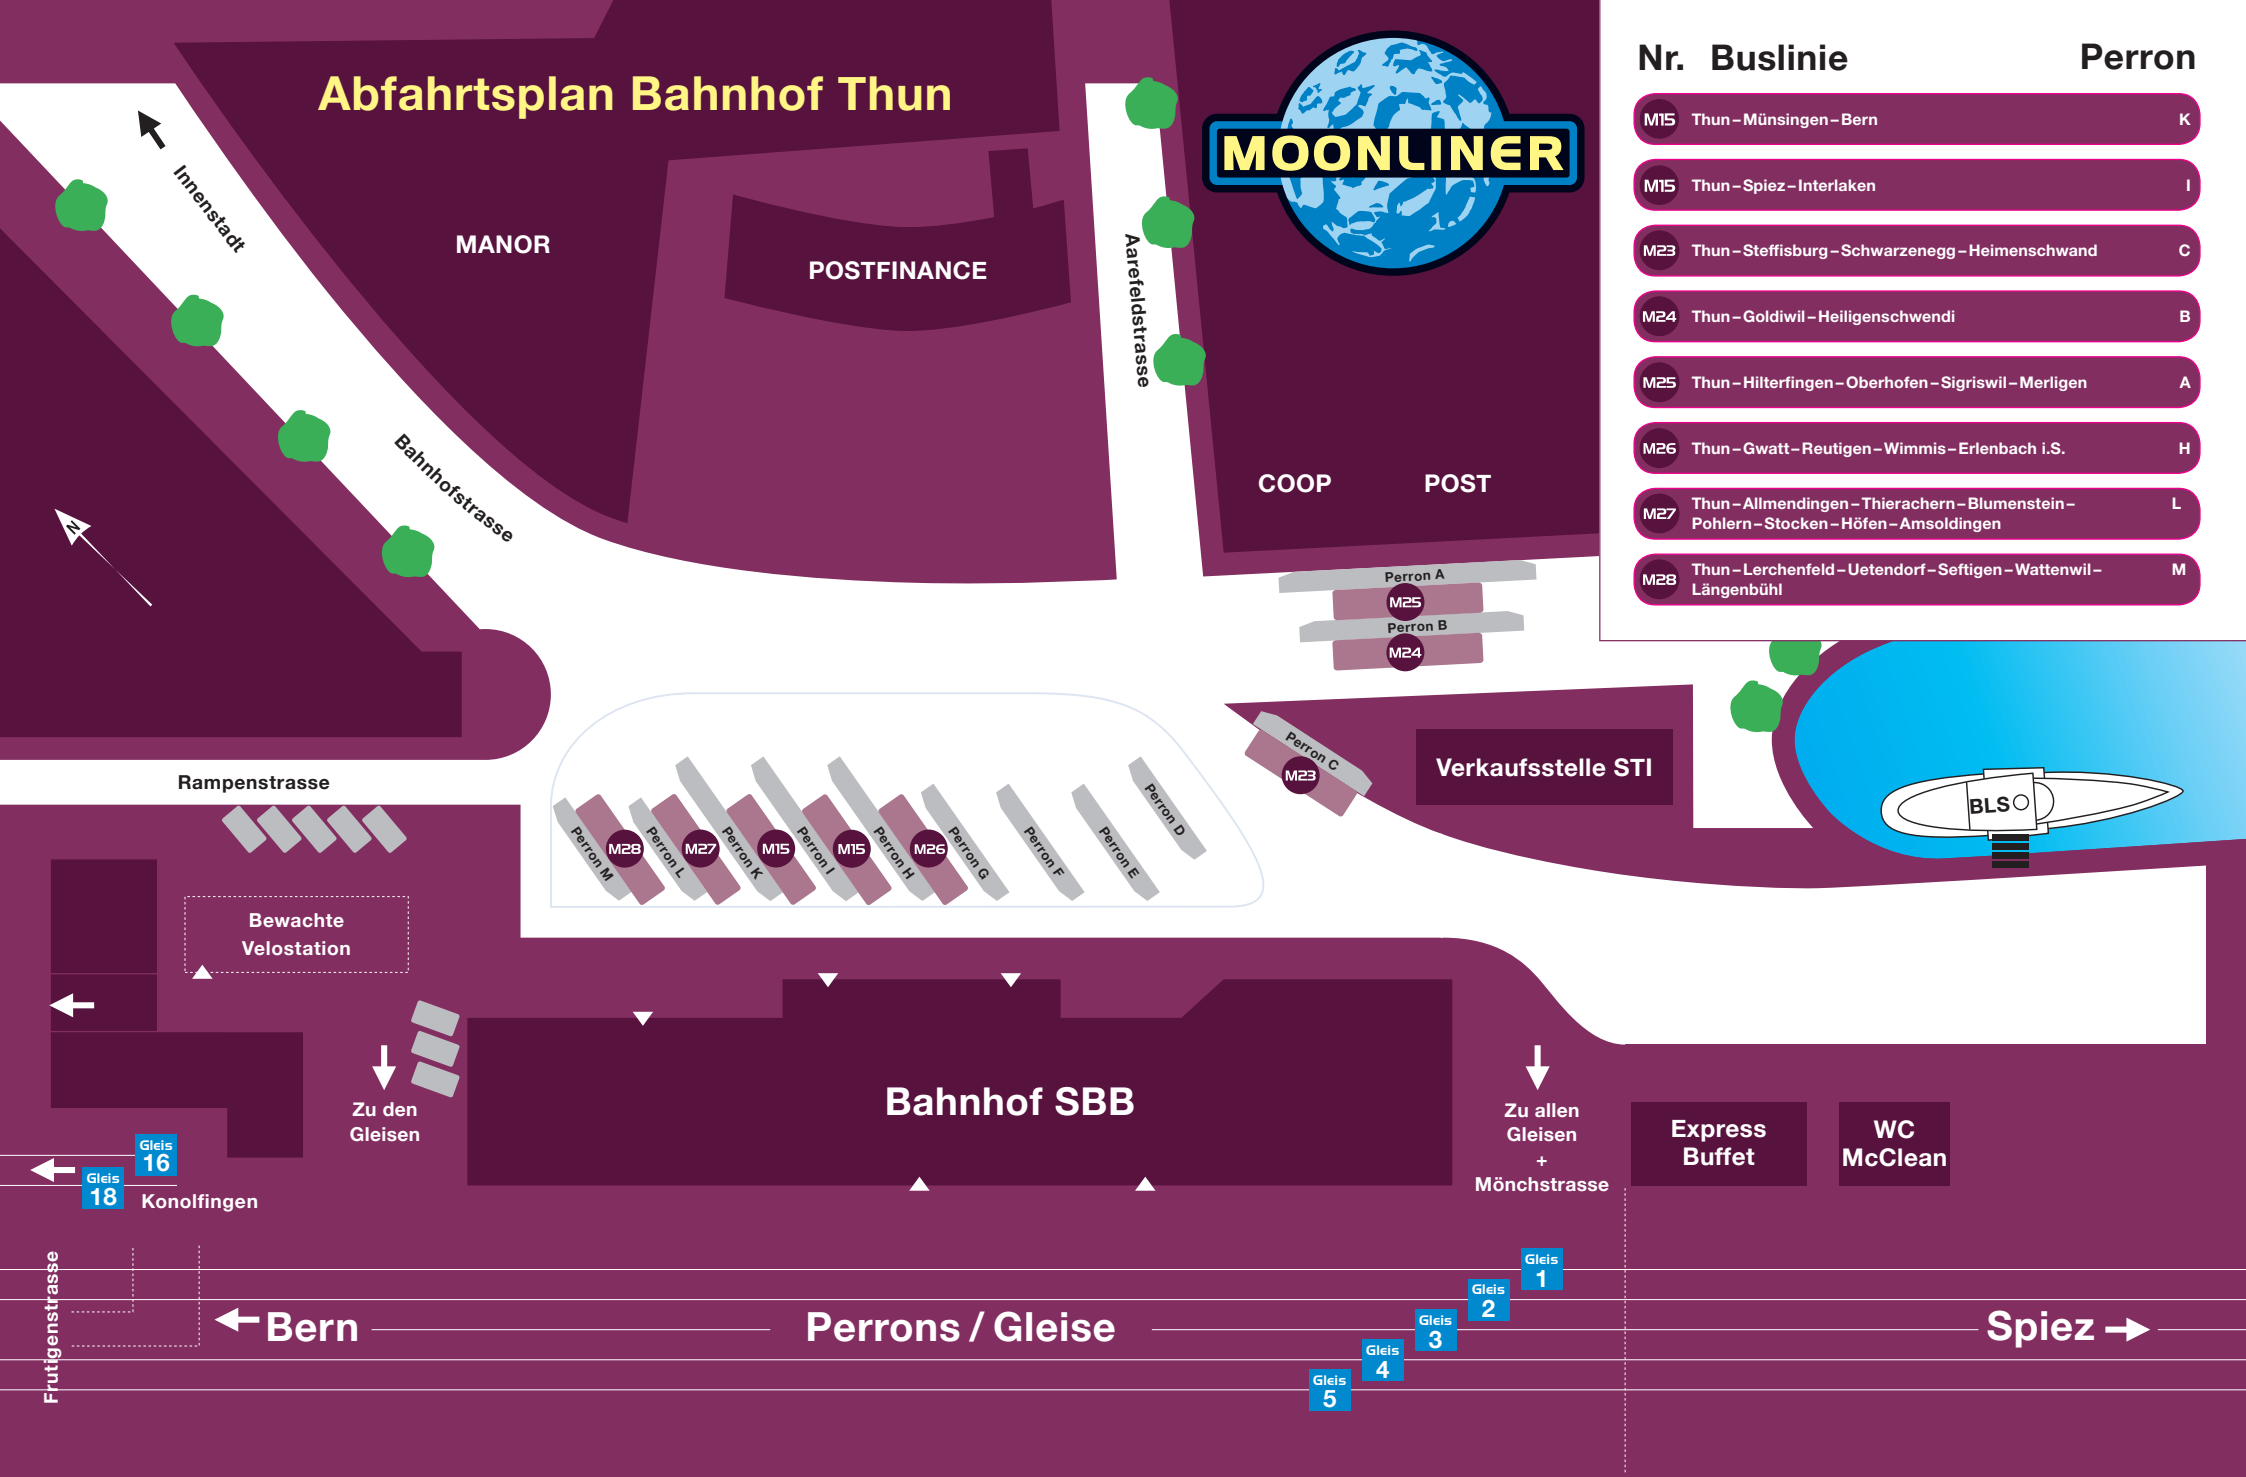 Abfahrtsplan Bahnhof Thun
MOONLINER
Nr. Buslinie Perron
M15 Thun–Münsingen–Bern K
M15 Thun–Spiez–Interlaken I
M23 Thun–Steffisburg–Schwarzenegg–Heimenschwand C
M24 Thun–Goldiwil–Heiligenschwendi B
M25 Thun–Hilterfingen–Oberhofen–Sigriswil–Merligen A
M26 Thun–Gwatt–Reutigen–Wimmis–Erlenbach i.S. H
M27 Thun–Allmendingen–Thierachern–Blumenstein– L
Pohlern–Stocken–Höfen–Amsoldingen
M28 Thun–Lerchenfeld–Uetendorf–Seftigen–Wattenwil– M
Längenbühl
Innenstadt
MANOR
POSTFINANCE
Aarefeldstrasse
Bahnhofstrasse
COOP
POST
N
Perron A
M25
Perron B
M24
Perron C
M23
Verkaufsstelle STI
BLS
Rampenstrasse
Perron M
M28
Perron L
M27
Perron K
M15
Perron I
M15
Perron H
M26
Perron G
Perron F
Perron E
Perron D
Bewachte
Velostation
Zu den
Gleisen
Bahnhof SBB
Zu allen
Gleisen
+
Mönchstrasse
Express
Buffet
WC
McClean
Gleis
16
Gleis
18
Konolfingen
Frutigenstrasse
Bern
Perrons / Gleise
Spiez
Gleis
1
Gleis
2
Gleis
3
Gleis
4
Gleis
5